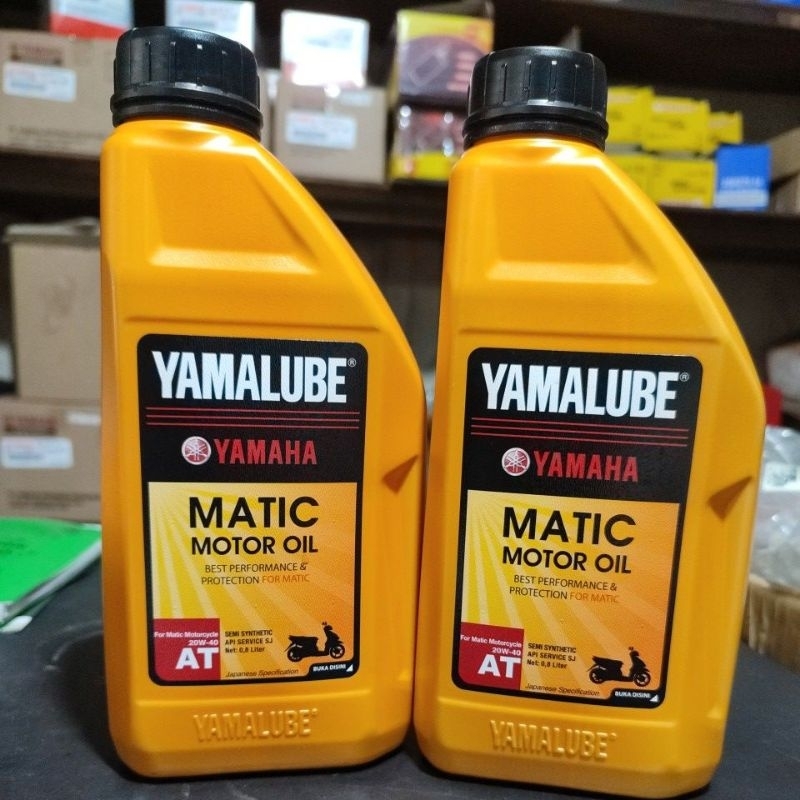 YAMALUBE®
YAMAHA
MATIC
MOTOR OIL
BEST PERFORMANCE &
PROTECTION FOR MATIC
For Matic Motorcycle
20W-40
AT
SEMI SYNTHETIC
API SERVICE SJ
Net: 0,8 Liter
Japanese Specification
BUKA DISINI
YAMALUBE®
YAMALUBE®
YAMAHA
MATIC
MOTOR OIL
BEST PERFORMANCE &
PROTECTION FOR MATIC
For Matic Motorcycle
20W-40
AT
SEMI SYNTHETIC
API SERVICE SJ
Net: 0,8 Liter
Japanese Specification
BUKA DISINI
YAMALUBE®